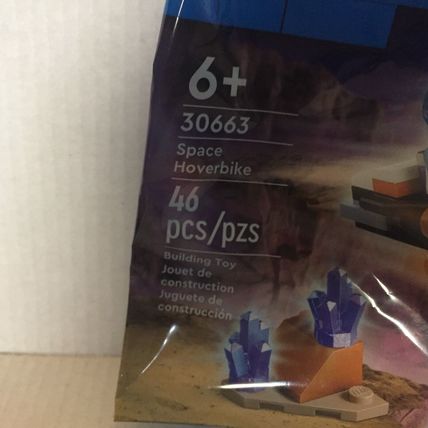 6+
30663
Space
Hoverbike
46
pcs/pzs
Building Toy
Jouet de
construction
Juguete de
construcción